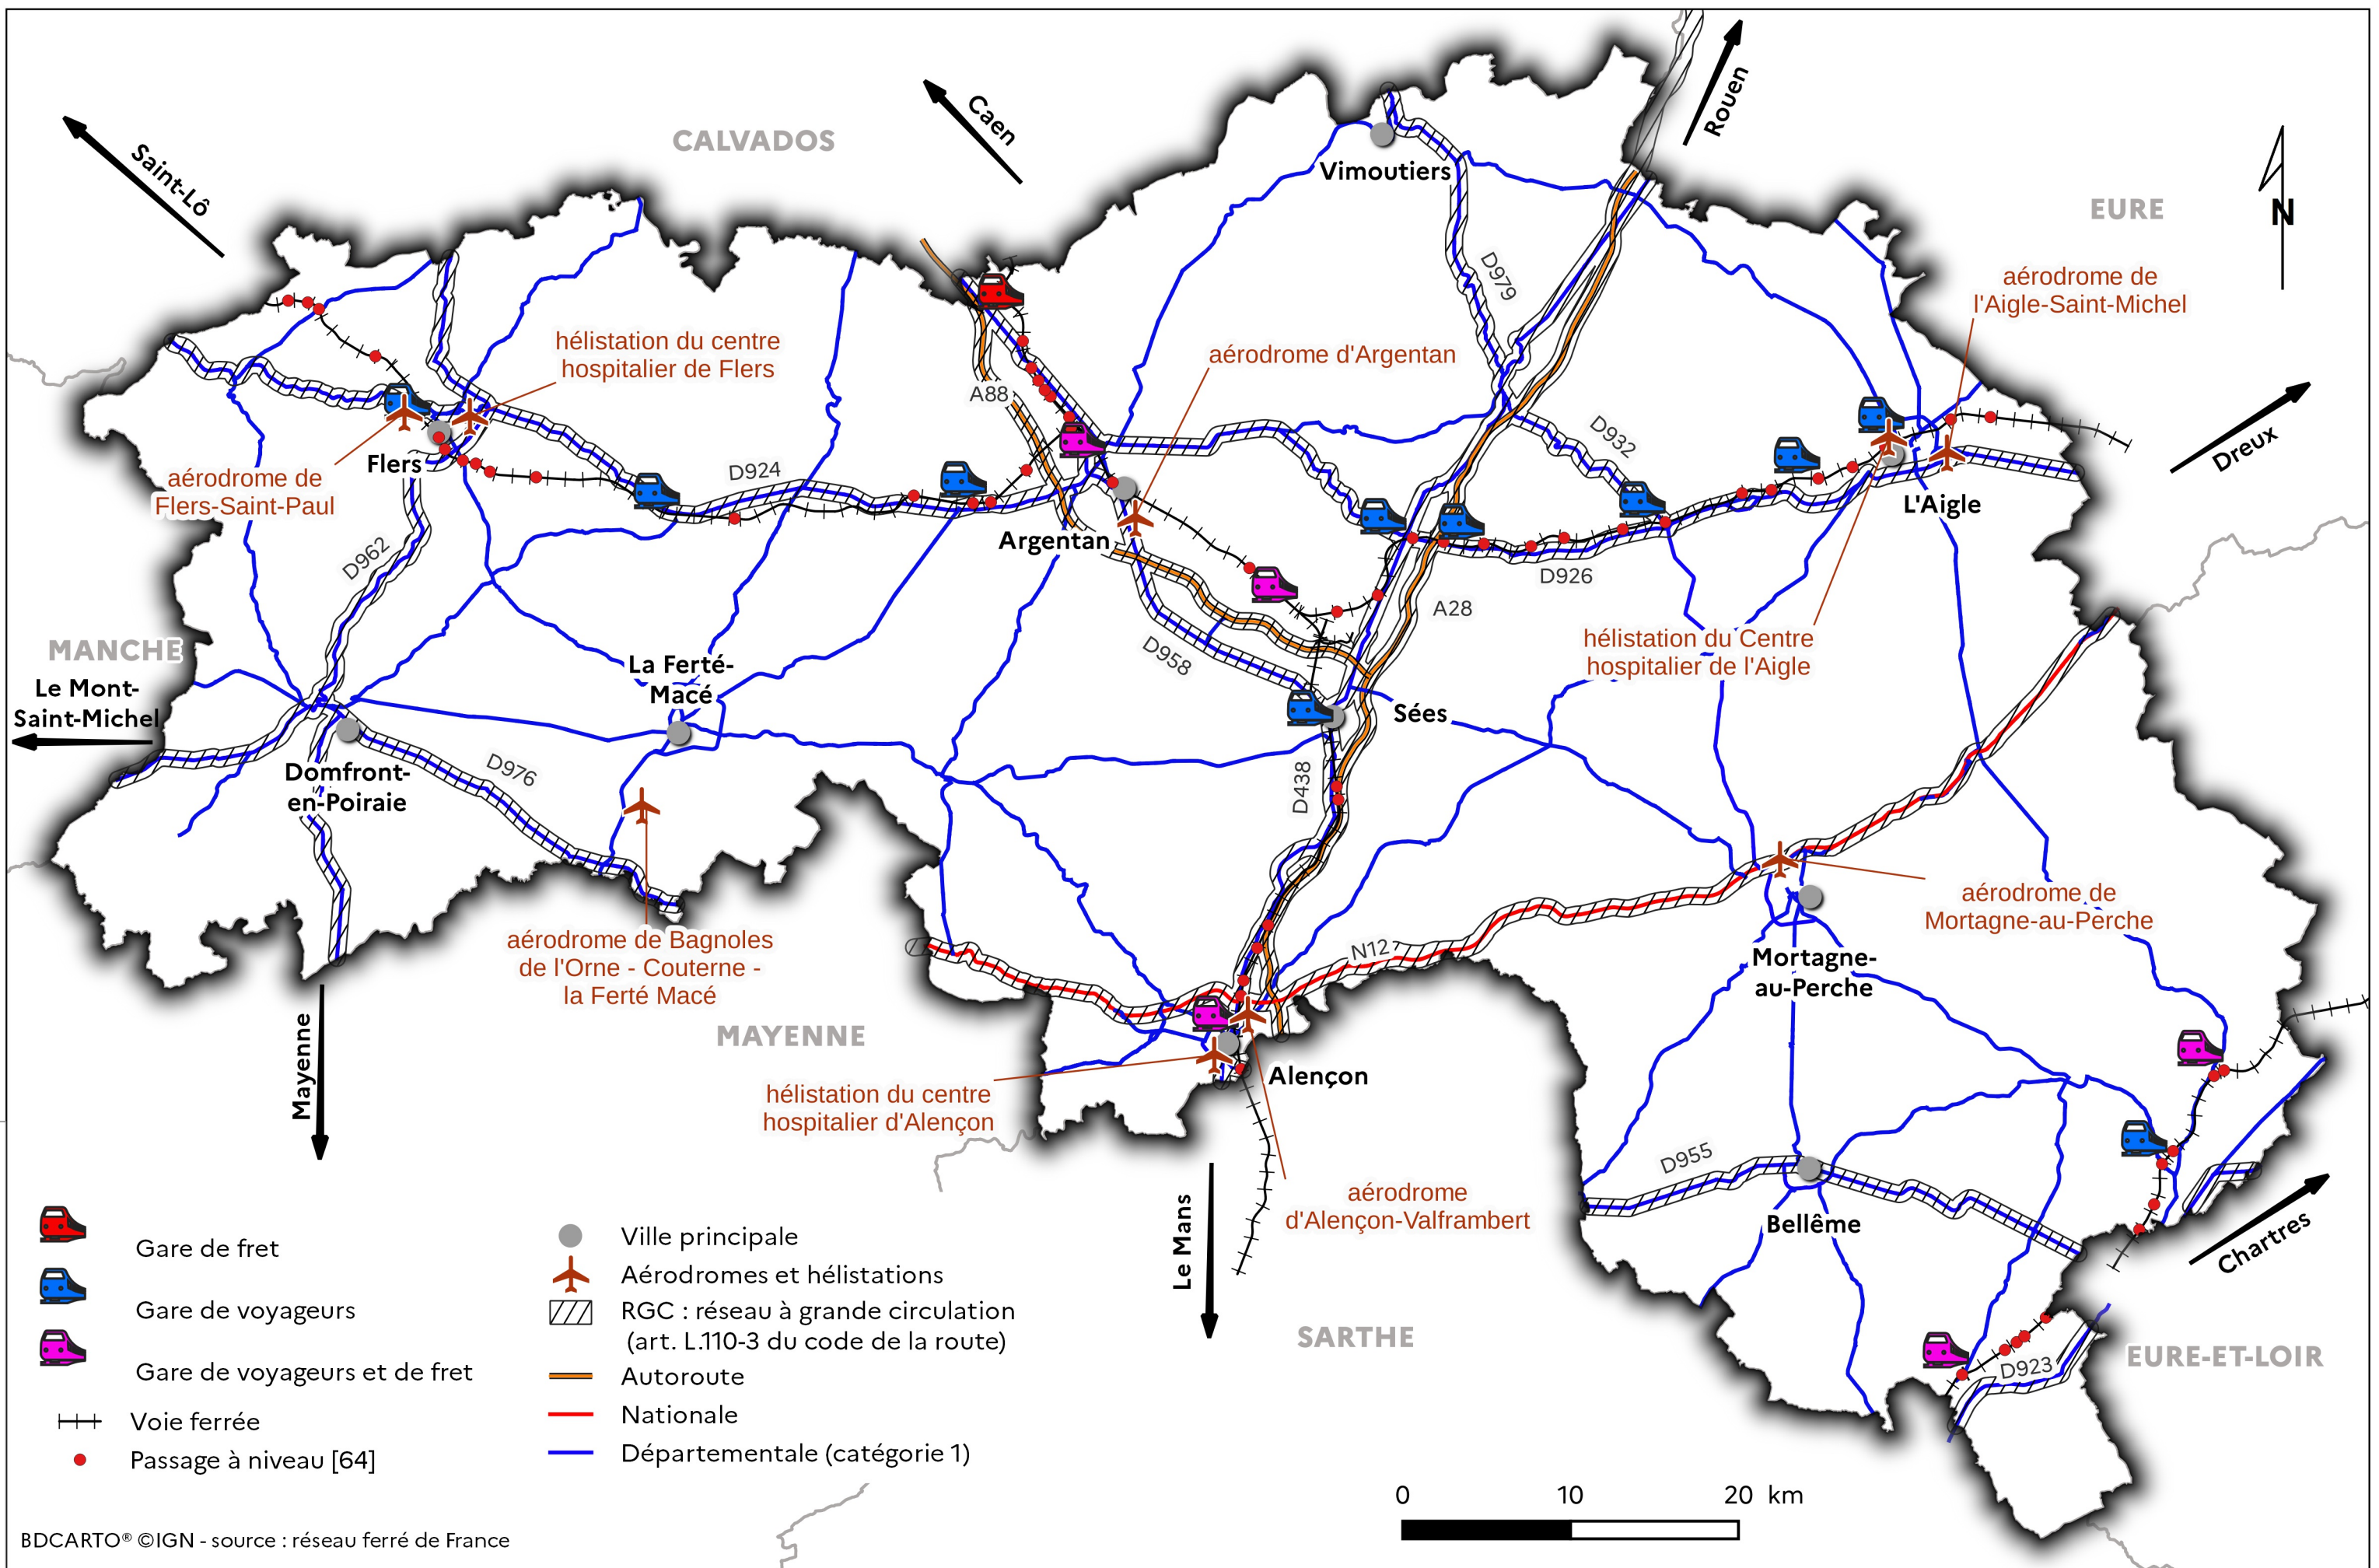 Rouen
Caen
CALVADOS
Saint-Lô
Vimoutiers
EURE
N
aérodrome de
l'Aigle-Saint-Michel
D979
hélistation du centre
hospitalier de Flers
aérodrome d'Argentan
A88
D932
Dreux
Flers
D924
aérodrome de
Flers-Saint-Paul
L'Aigle
Argentan
D962
D926
A28
MANCHE
D958
hélistation du Centre
hospitalier de l'Aigle
La Ferté-
Macé
Le Mont-
Saint-Michel
Sées
Domfront-
en-Poiraie
D976
D438
aérodrome de
Mortagne-au-Perche
aérodrome de Bagnoles
de l'Orne - Couterne -
la Ferté Macé
N12
Mortagne-
au-Perche
Mayenne
MAYENNE
Alençon
hélistation du centre
hospitalier d'Alençon
D955
aérodrome
d'Alençon-Valframbert
Bellême
Chartres
Le Mans
SARTHE
D923
EURE-ET-LOIR
Gare de fret
Gare de voyageurs
Gare de voyageurs et de fret
Voie ferrée
Passage à niveau [64]
Ville principale
Aérodromes et hélistations
RGC : réseau à grande circulation
(art. L.110-3 du code de la route)
Autoroute
Nationale
Départementale (catégorie 1)
0 10 20 km
BDCARTO® ©IGN - source : réseau ferré de France